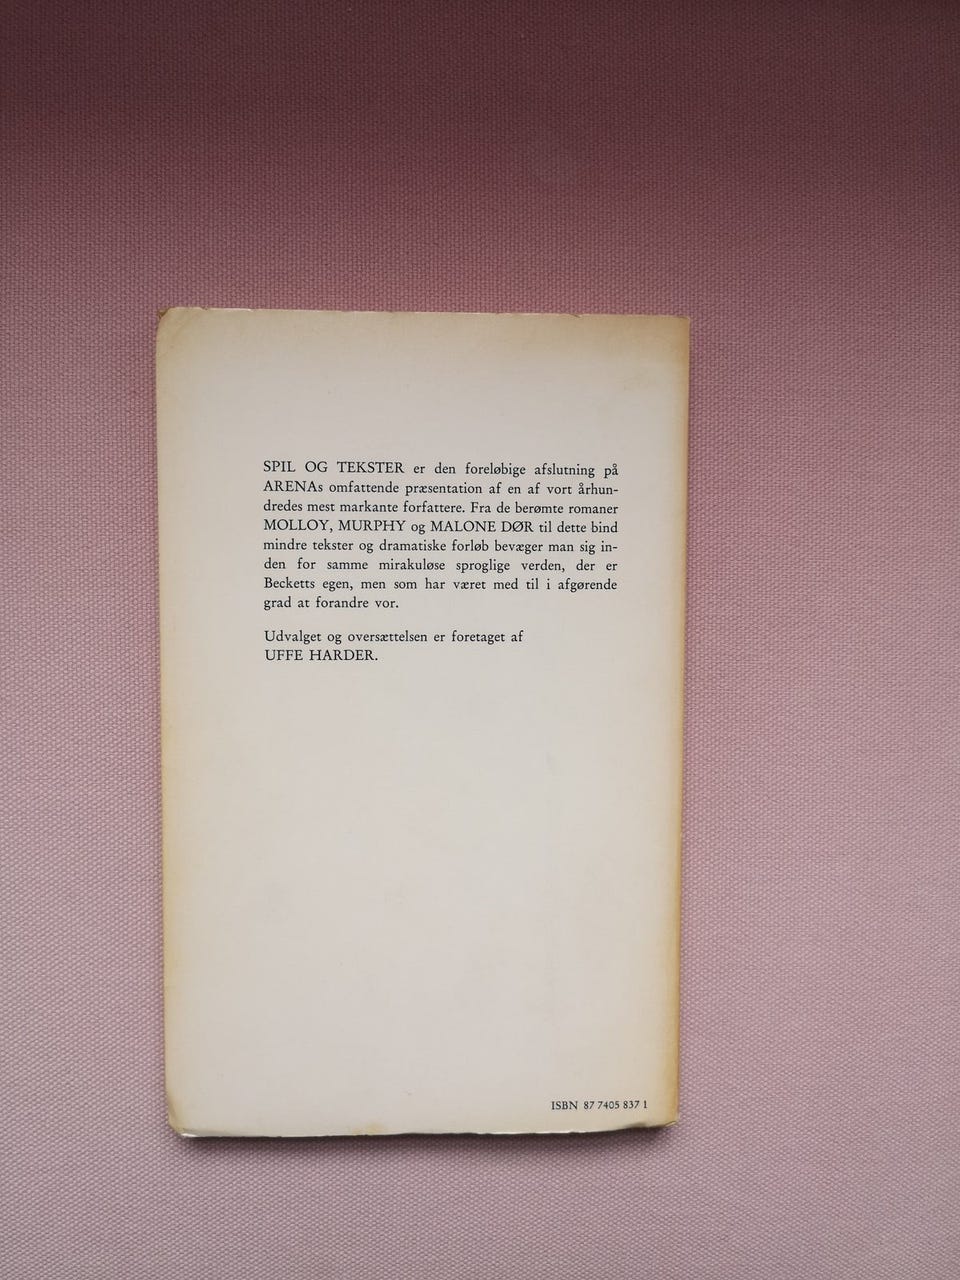 SPIL OG TEKSTER er den foreløbige afslutning på
ARENAs omfattende præsentation af en af vort århun-
dredes mest markante forfattere. Fra de berømte romaner
MOLLOY, MURPHY og MALONE DØR til dette bind
mindre tekster og dramatiske forløb bevæger man sig in-
den for samme mirakuløse sproglige verden, der er
Becketts egen, men som har været med til i afgørende
grad at forandre vor.
Udvalget og oversættelsen er foretaget af
UFFE HARDER.
ISBN 87 7405 837 1